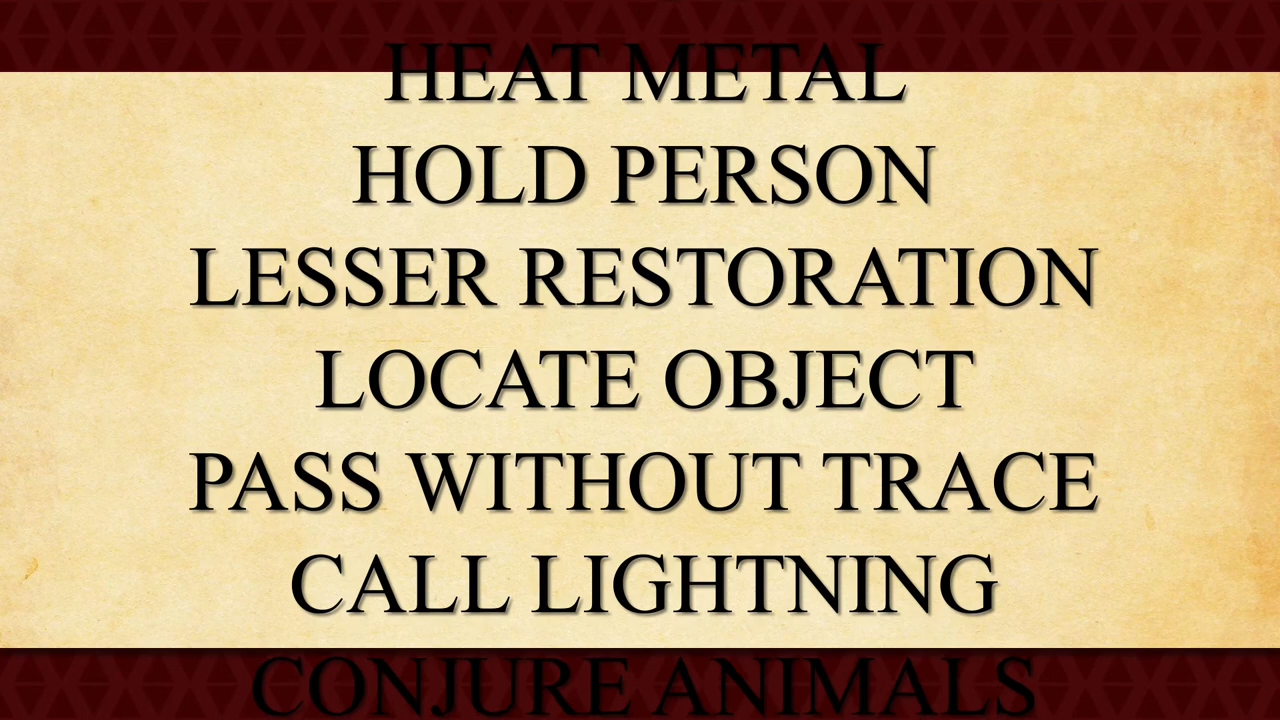 HEAT METAL
HOLD PERSON
LESSER RESTORATION
LOCATE OBJECT
PASS WITHOUT TRACE
CALL LIGHTNING
CONJURE ANIMALS